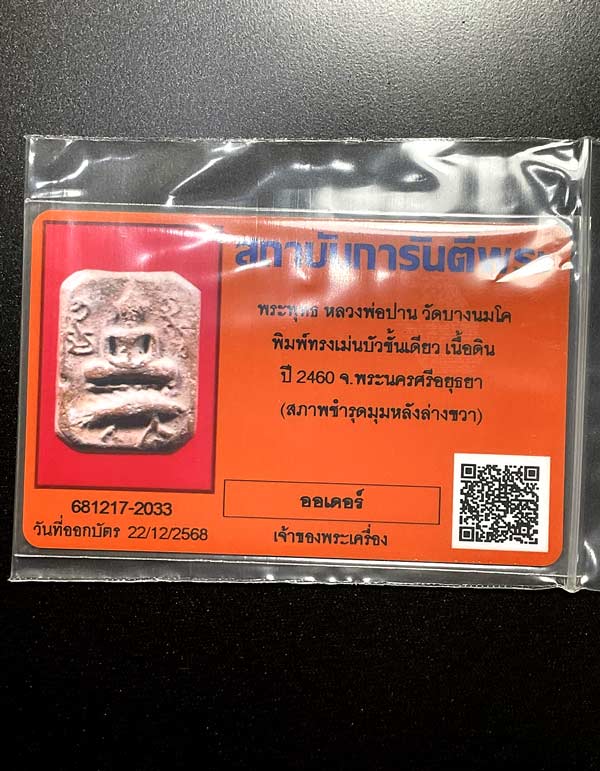 สถาบันการันตีพระ
พระพุทธ หลวงพ่อปาน วัดบางนมโค
พิมพ์ทรงเม่นบัวชั้นเดียว เนื้อดิน
ปี 2460 จ.พระนครศรีอยุธยา
(สภาพชำรุดมุมหลังล่างขวา)
ออเดอร์
เจ้าของพระเครื่อง
681217-2033
วันที่ออกบัตร 22/12/2568